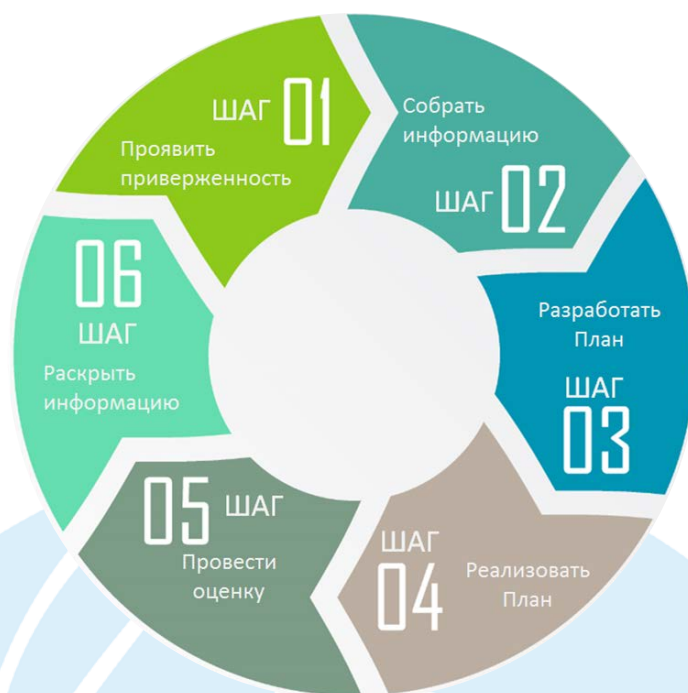 ШАГ 01
Проявить
приверженность
Собрать
информацию
ШАГ 02
Разработать
План
ШАГ
03
ШАГ
04
Реализовать
План
05 ШАГ
Провести
оценку
06
ШАГ
Раскрыть
информацию